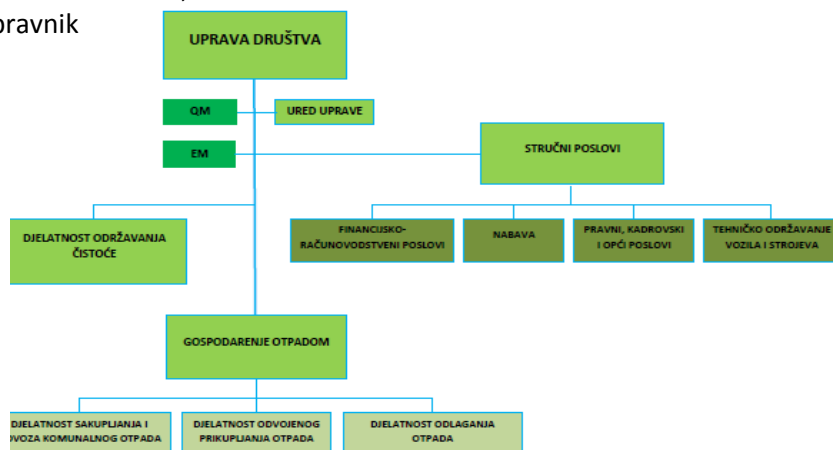 pravnik
UPRAVA DRUŠTVA
QM
URED UPRAVE
EM
STRUČNI POSLOVI
DJELATNOST ODRŽAVANJA
ČISTOĆE
FINANCIJSKO-
RAČUNOVODSTVENI POSLOVI
NABAVA
PRAVNI, KADROVSKI
I OPĆI POSLOVI
TEHNIČKO ODRŽAVANJE
VOZILA I STROJEVA
GOSPODARENJE OTPADOM
DJELATNOST SAKUPLJANJA I
OVOZA KOMUNALNOG OTPADA
DJELATNOST ODVOJENOG
PRIKUPLJANJA OTPADA
DJELATNOST ODLAGANJA
OTPADA